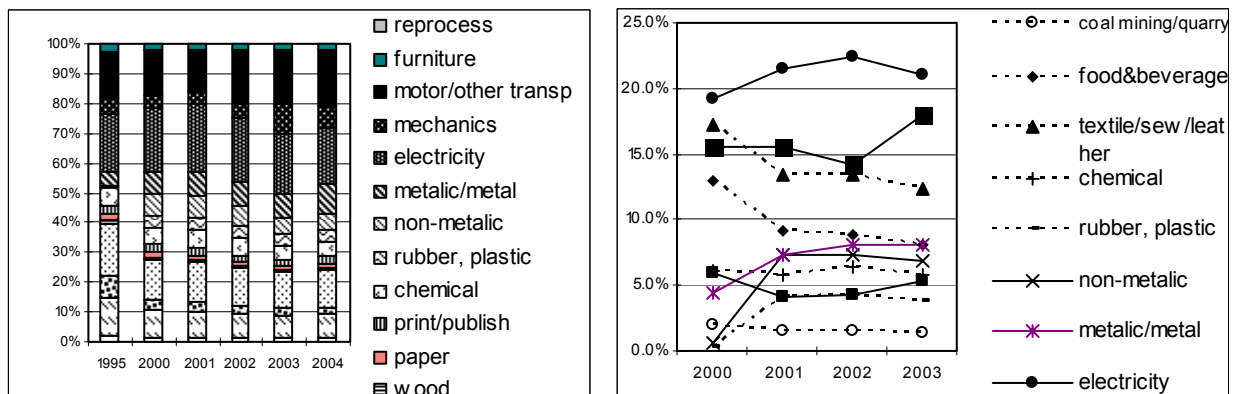 100%
90%
80%
70%
60%
50%
40%
30%
20%
10%
0%
1995 2000 2001 2002 2003 2004
reprocess
furniture
motor/other transp
mechanics
electricity
metalic/metal
non-metalic
rubber, plastic
chemical
print/publish
paper
wood
25.0%
20.0%
15.0%
10.0%
5.0%
0.0%
2000 2001 2002 2003
coal mining/quarry
food&beverage
textile/sew/leat
her
chemical
rubber, plastic
non-metalic
metalic/metal
electricity